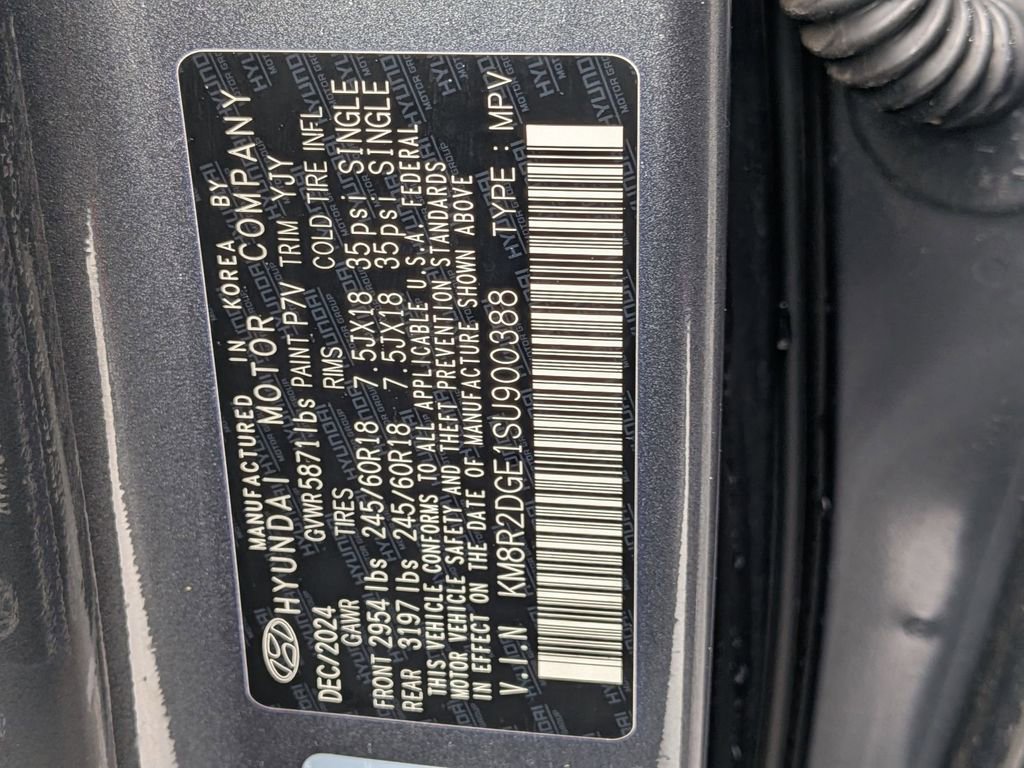 MANUFACTURED IN KOREA BY
HYUNDAI MOTOR COMPANY
DEC/2024 GVWR5871lbs PAINT P7V TRIM YJY
GAWR TIRES RIMS COLD TIRE INFL
FRONT 2954 lbs 245/60R18 7.5JX18 35psi SINGLE
REAR 3197 lbs 245/60R18 7.5JX18 35psi SINGLE
THIS VEHICLE CONFORMS TO ALL APPLICABLE U.S.A. FEDERAL
MOTOR VEHICLE SAFETY AND THEFT PREVENTION STANDARDS
IN EFFECT ON THE DATE OF MANUFACTURE SHOWN ABOVE
V.I.N KM8R2DGE1SU900388 TYPE : MPV